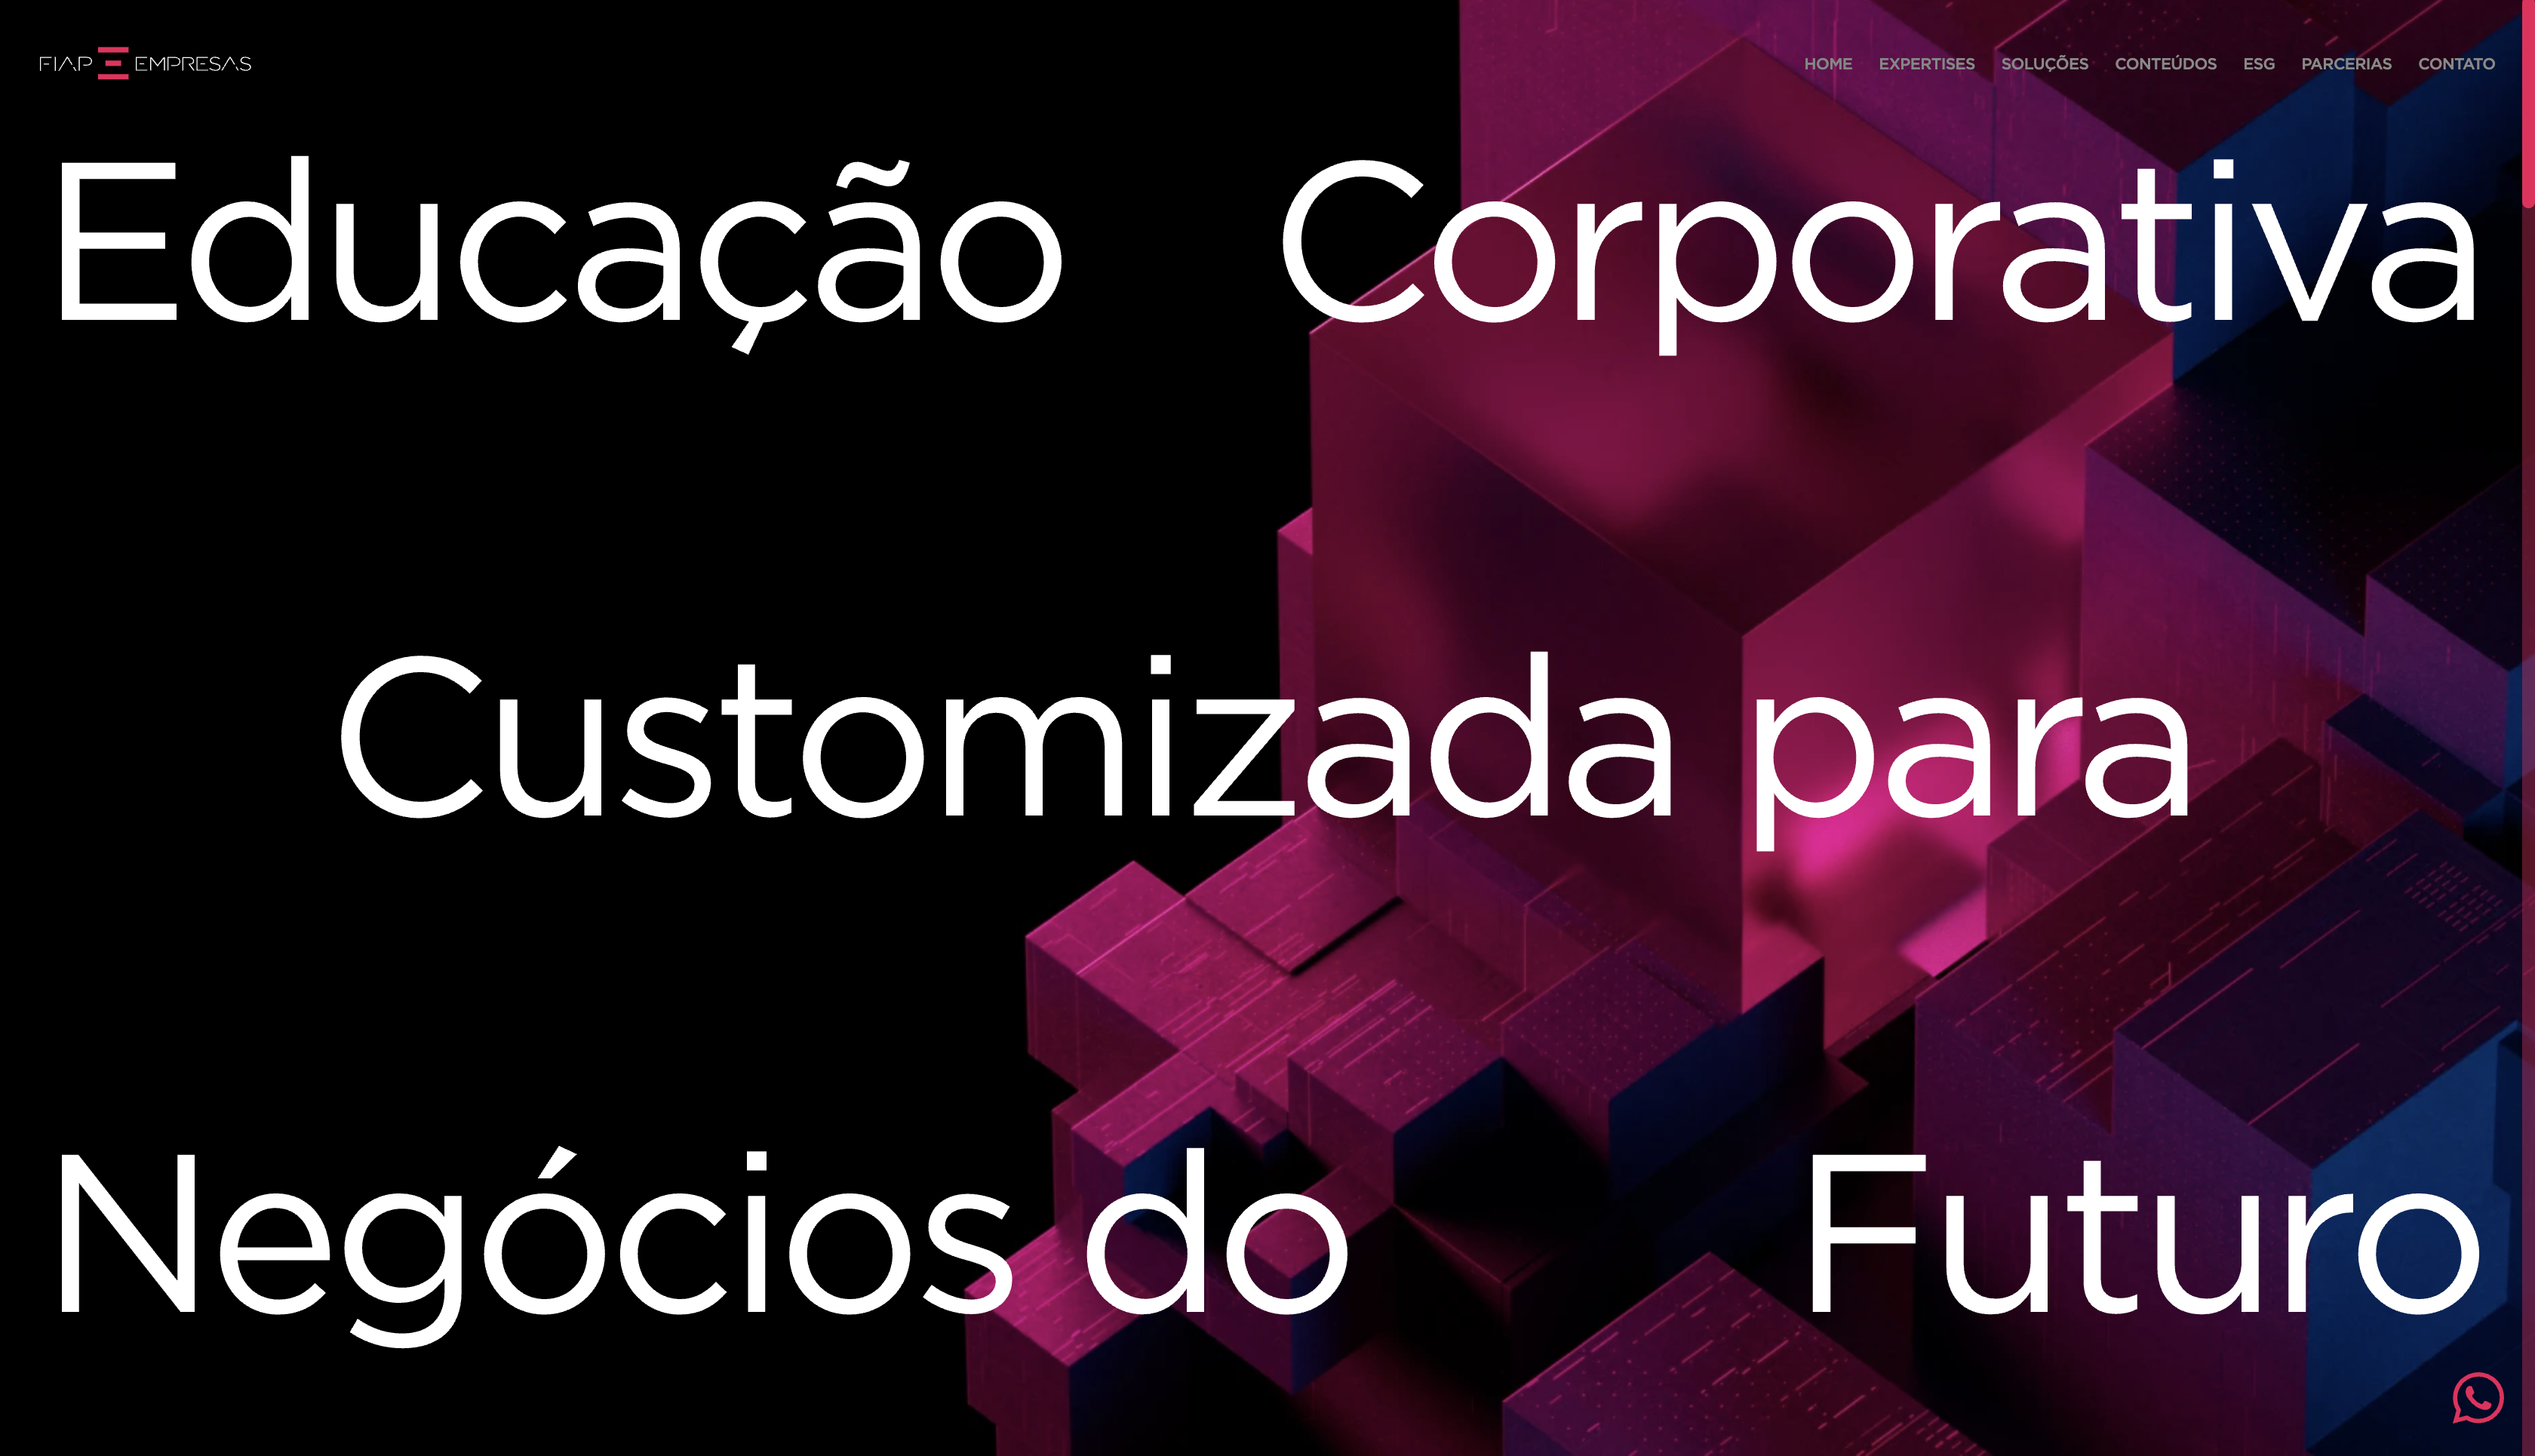 FIAP EMPRESAS
HOME EXPERTISES SOLUÇÕES CONTEÚDOS ESG PARCERIAS CONTATO
Educação Corporativa
Customizada para
Negócios do Futuro